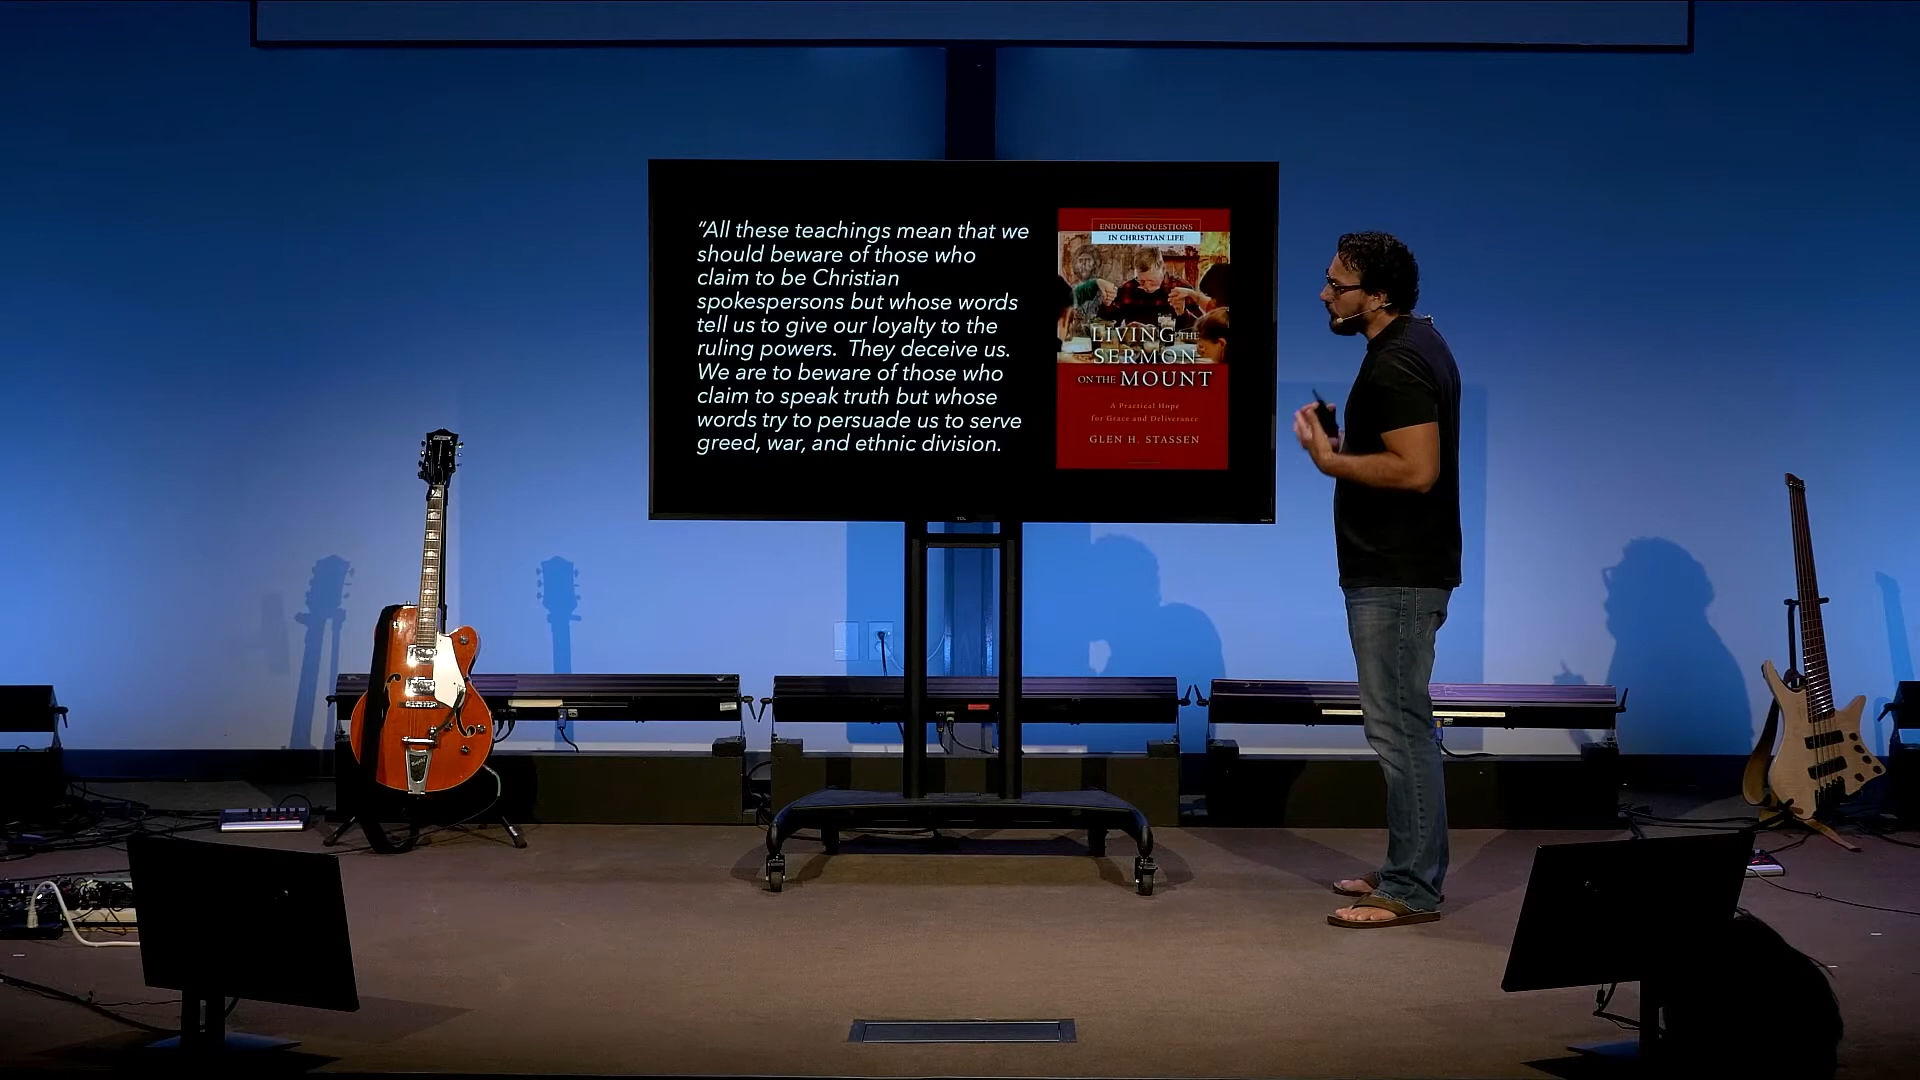 “All these teachings mean that we
should beware of those who
claim to be Christian
spokespersons but whose words
tell us to give our loyalty to the
ruling powers.  They deceive us.
We are to beware of those who
claim to speak truth but whose
words try to persuade us to serve
greed, war, and ethnic division.
ENDURING QUESTIONS
IN CHRISTIAN LIFE
LIVING THE
SERMON
ON THE MOUNT
A Practical Hope
for Grace and Deliverance
GLEN H. STASSEN
TCL